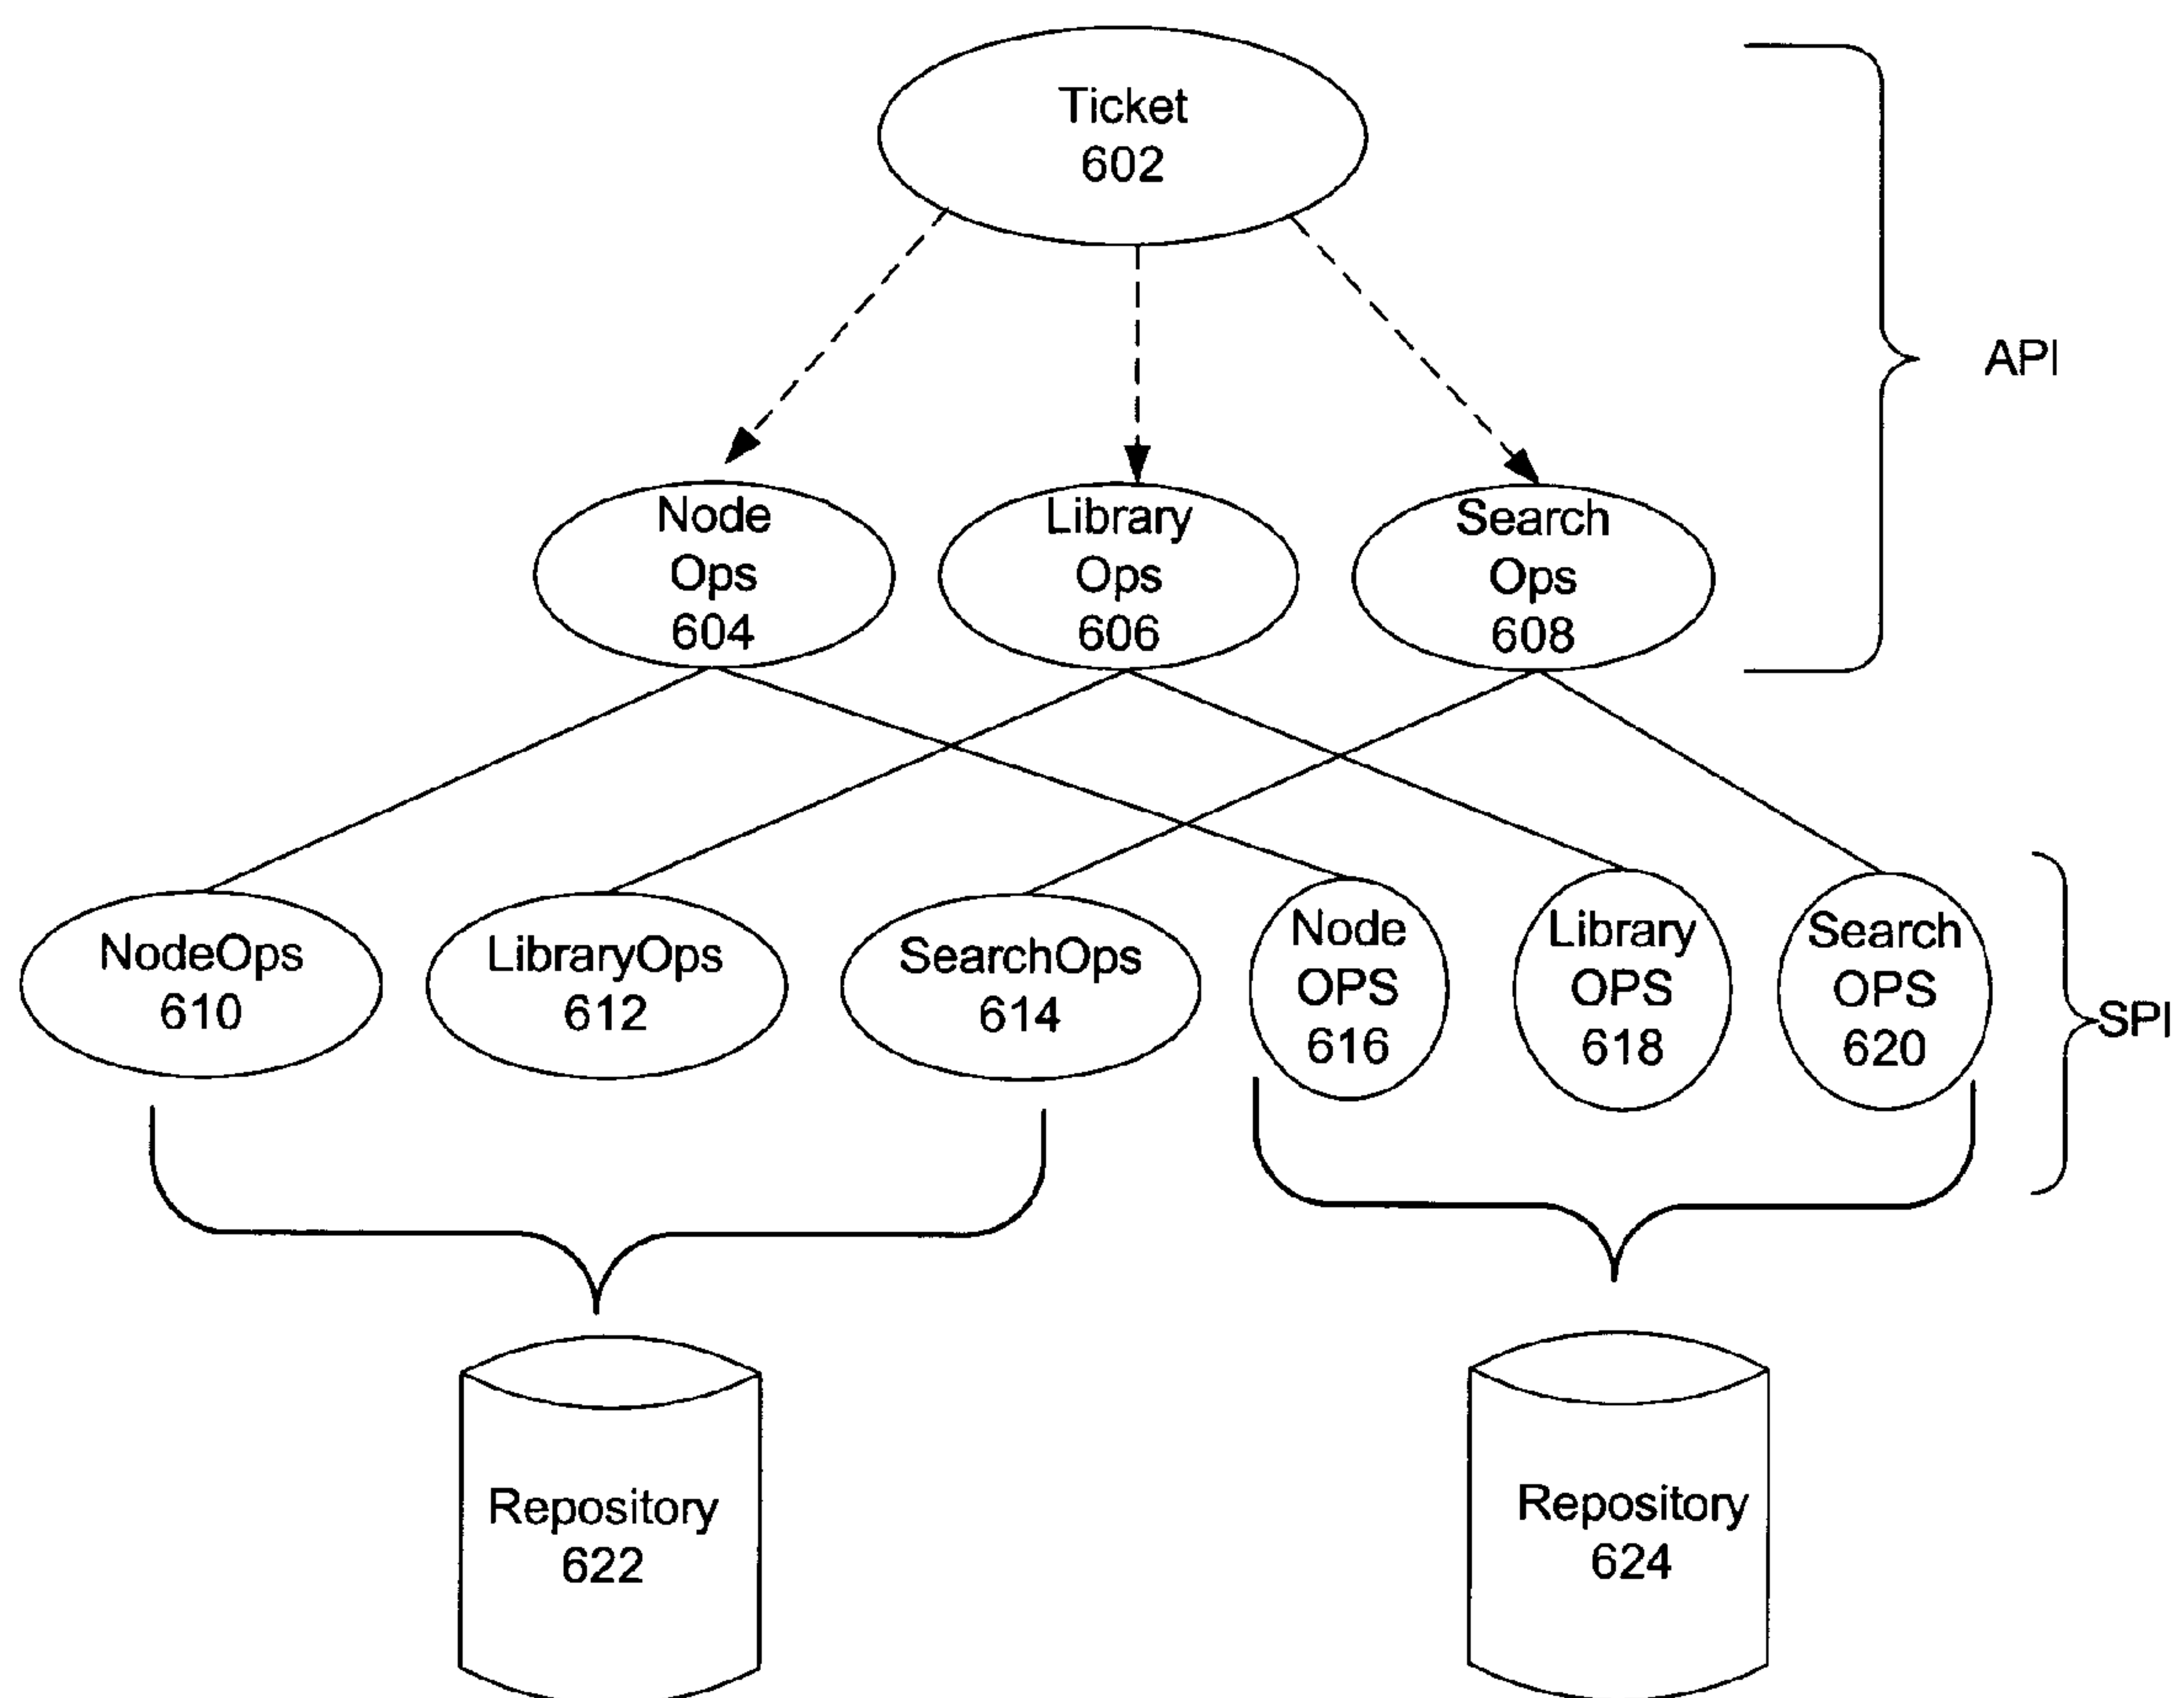 Ticket
602
API
Node
Ops
604
Library
Ops
606
Search
Ops
608
NodeOps
610
LibraryOps
612
SearchOps
614
Node
OPS
616
Library
OPS
618
Search
OPS
620
SPI
Repository
622
Repository
624